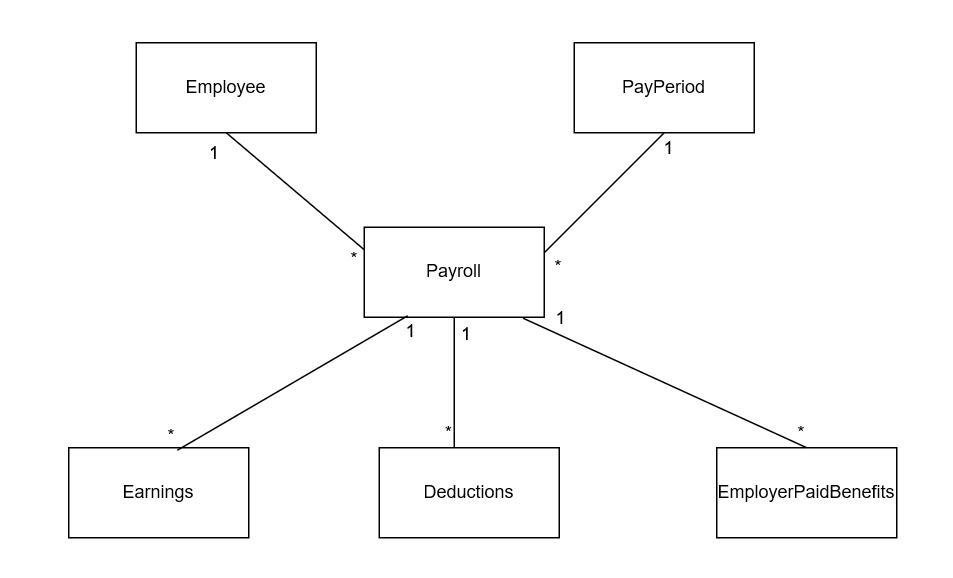 Employee
PayPeriod
1
1
*
*
Payroll
1
1
1
*
*
*
Earnings
Deductions
EmployerPaidBenefits